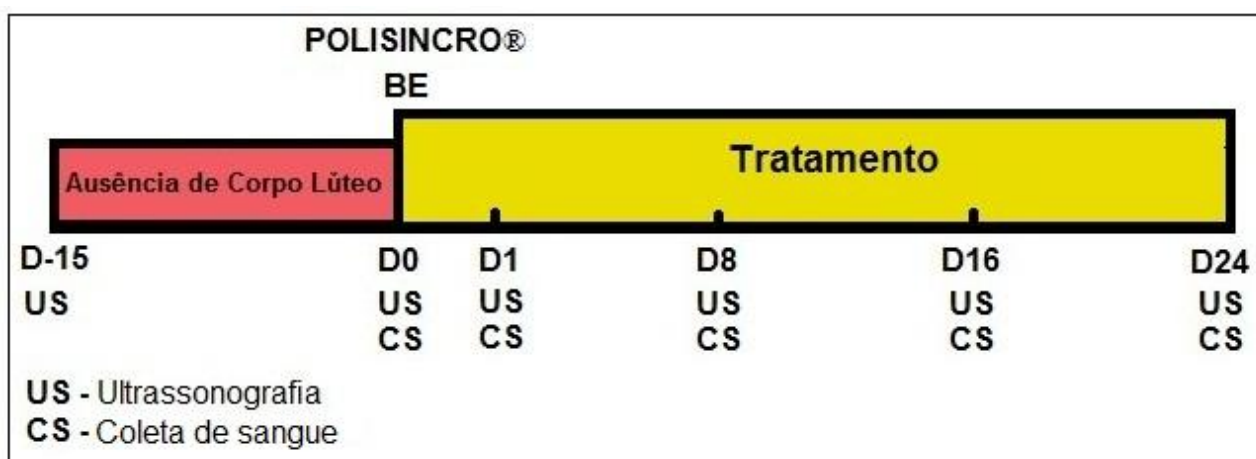 POLISINCRO®
BE
Ausência de Corpo Lúteo
Tratamento
D-15 D0 D1 D8 D16 D24
US US US US US US
CS CS CS CS CS
US - Ultrassonografia
CS - Coleta de sangue